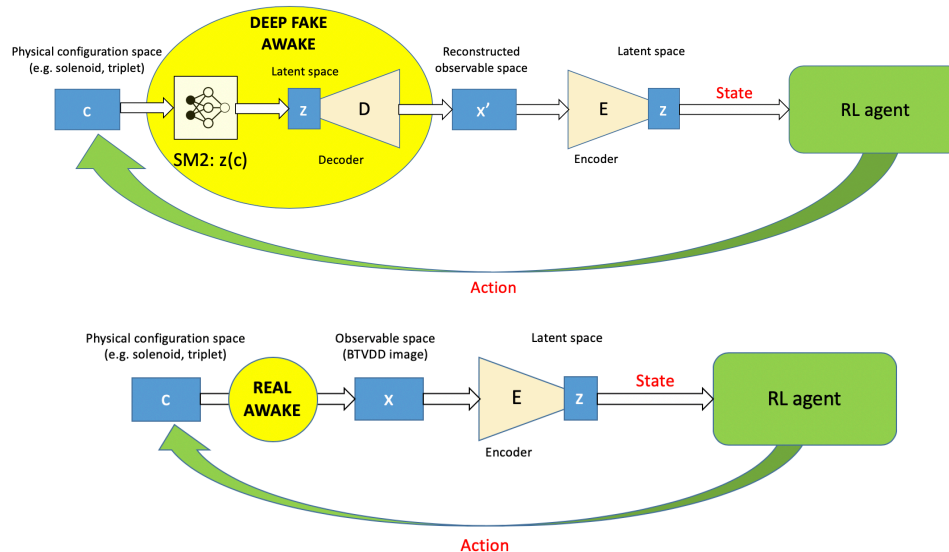 DEEP FAKE
AWAKE
Physical configuration space
(e.g. solenoid, triplet)
Latent space
Reconstructed
observable space
Latent space
C
Z
D
X'
E
Z
State
RL agent
SM2: z(c)
Decoder
Encoder
Action
Physical configuration space
(e.g. solenoid, triplet)
Observable space
(BTVDD image)
Latent space
C
REAL
AWAKE
X
E
Z
State
RL agent
Encoder
Action